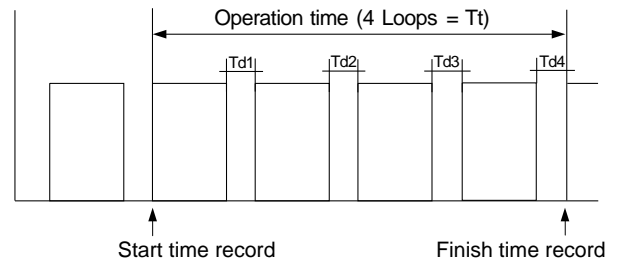 Operation time (4 Loops = Tt)
Td1 Td2 Td3 Td4
Start time record Finish time record